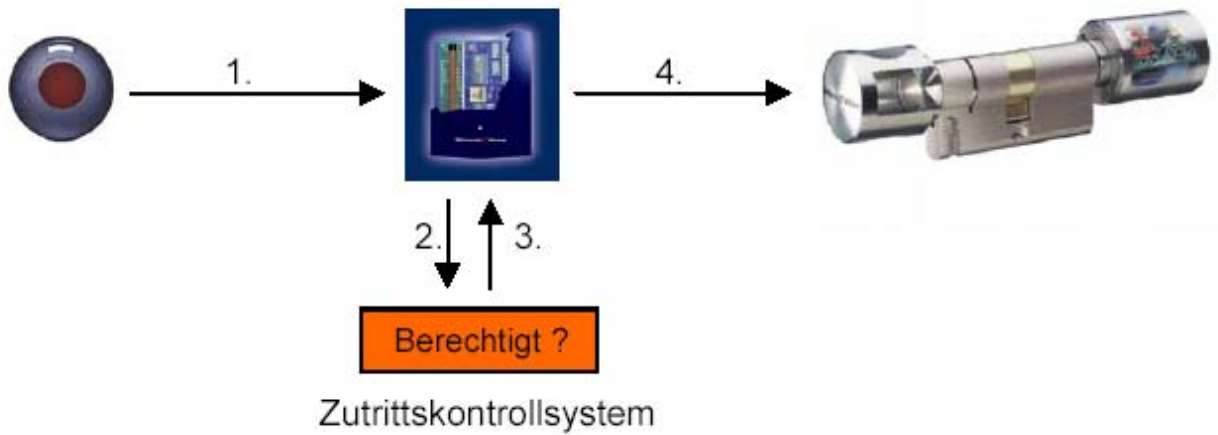 1.
4.
2.
3.
Berechtigt ?
Zutrittskontrollsystem